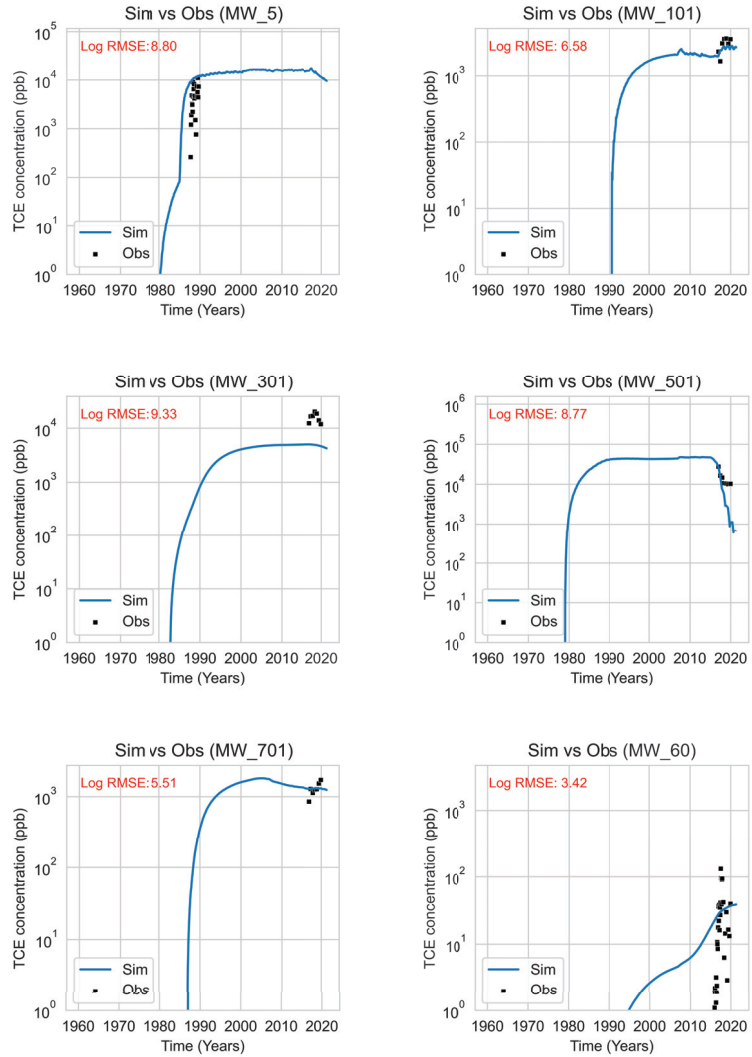 Sim vs Obs (MW_5)
Log RMSE:8.80
TCE concentration (ppb)
10^5
10^4
10^3
10^2
10^1
10^0
Sim
Obs
1960 1970 1980 1990 2000 2010 2020
Time (Years)
Sim vs Obs (MW_101)
Log RMSE: 6.58
TCE concentration (ppb)
10^3
10^2
10^1
10^0
Sim
Obs
1960 1970 1980 1990 2000 2010 2020
Time (Years)
Sim vs Obs (MW_301)
Log RMSE:9.33
TCE concentration (ppb)
10^4
10^3
10^2
10^1
10^0
Sim
Obs
1960 1970 1980 1990 2000 2010 2020
Time (Years)
Sim vs Obs (MW_501)
Log RMSE: 8.77
TCE concentration (ppb)
10^6
10^5
10^4
10^3
10^2
10^1
10^0
Sim
Obs
1960 1970 1980 1990 2000 2010 2020
Time (Years)
Sim vs Obs (MW_701)
Log RMSE:5.51
TCE concentration (ppb)
10^3
10^2
10^1
10^0
Sim
Obs
1960 1970 1980 1990 2000 2010 2020
Time (Years)
Sim vs Obs (MW_60)
Log RMSE: 3.42
TCE concentration (ppb)
10^3
10^2
10^1
10^0
Sim
Obs
1960 1970 1980 1990 2000 2010 2020
Time (Years)